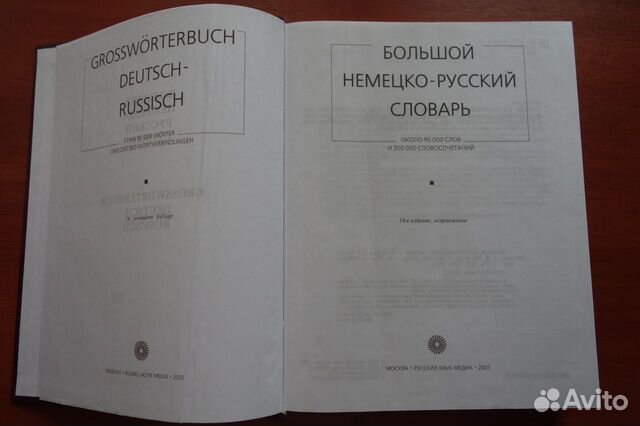 GROSSWÖRTERBUCH
DEUTSCH-
RUSSISCH
ETWA 95 000 WÖRTER
UND 200 000 WORTVERBINDUNGEN
14. veränderte Auflage
MOSKAU • RUSSKIJ JAZYK MEDIA • 2007
БОЛЬШОЙ
НЕМЕЦКО-РУССКИЙ
СЛОВАРЬ
ОКОЛО 95 000 СЛОВ
И 200 000 СЛОВОСОЧЕТАНИЙ
14-е издание, исправленное
МОСКВА • РУССКИЙ ЯЗЫК МЕДИА • 2007
Avito